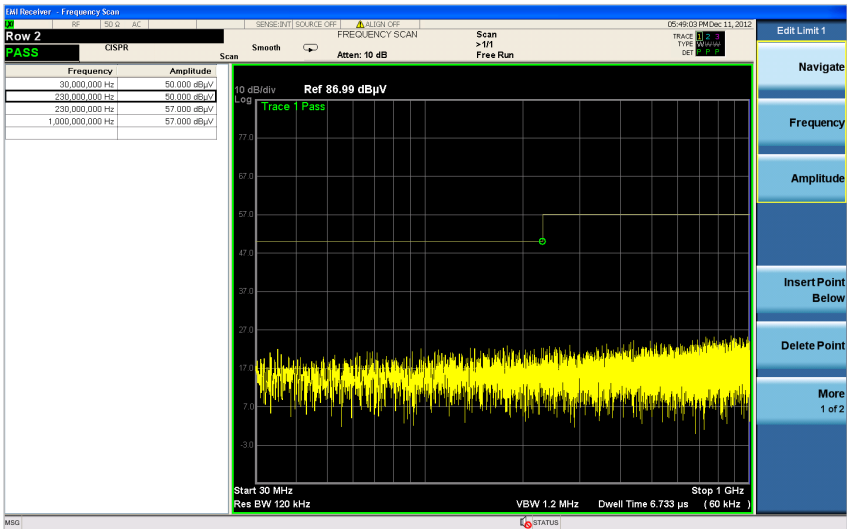 EMI Receiver - Frequency Scan
RF 50 Ω AC SENSE:INT SOURCE OFF ALIGN OFF 05:49:03 PM Dec 11, 2012
Row 2
PASS
CISPR
Scan
Smooth
FREQUENCY SCAN
Atten: 10 dB
Scan
>1/1
Free Run
TRACE 1 2 3
TYPE W W W
DET P P P
Frequency Amplitude
30,000,000 Hz 50.000 dBµV
230,000,000 Hz 50.000 dBµV
230,000,000 Hz 57.000 dBµV
1,000,000,000 Hz 57.000 dBµV
10 dB/div Ref 86.99 dBµV
Log
Trace 1 Pass
77.0
67.0
57.0
47.0
37.0
27.0
17.0
7.0
-3.0
Start 30 MHz Stop 1 GHz
Res BW 120 kHz VBW 1.2 MHz Dwell Time 6.733 µs ( 60 kHz )
Edit Limit 1
Navigate
Frequency
Amplitude
Insert Point
Below
Delete Point
More
1 of 2
MSG STATUS